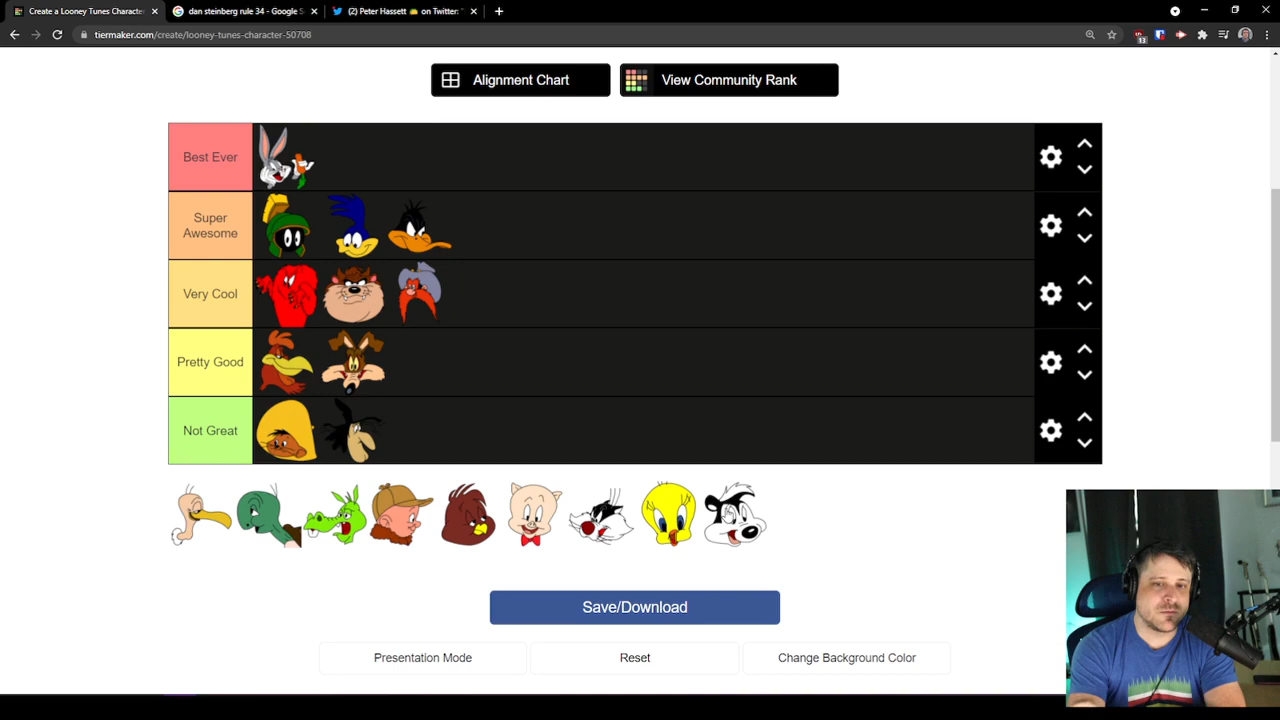 Create a Looney Tunes Character
dan steinberg rule 34 - Google S
(2) Peter Hassett 🌮 on Twitter: "
tiermaker.com/create/looney-tunes-character-50708
13
Alignment Chart
View Community Rank
Best Ever
Super
Awesome
Very Cool
Pretty Good
Not Great
Save/Download
Presentation Mode
Reset
Change Background Color